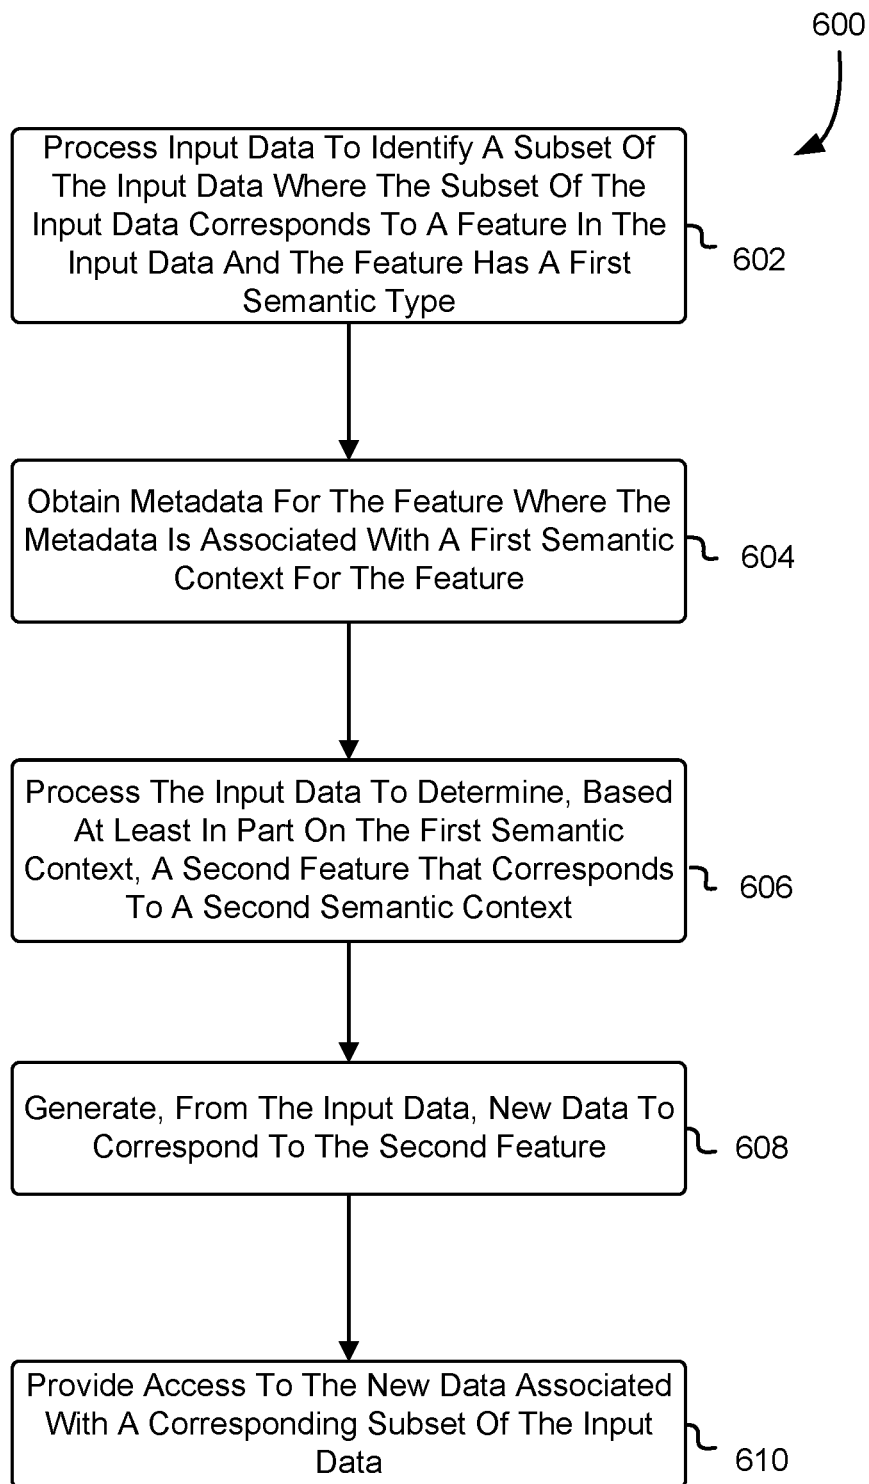 600
Process Input Data To Identify A Subset Of
The Input Data Where The Subset Of The
Input Data Corresponds To A Feature In The
Input Data And The Feature Has A First
Semantic Type
602
Obtain Metadata For The Feature Where The
Metadata Is Associated With A First Semantic
Context For The Feature
604
Process The Input Data To Determine, Based
At Least In Part On The First Semantic
Context, A Second Feature That Corresponds
To A Second Semantic Context
606
Generate, From The Input Data, New Data To
Correspond To The Second Feature
608
Provide Access To The New Data Associated
With A Corresponding Subset Of The Input
Data
610